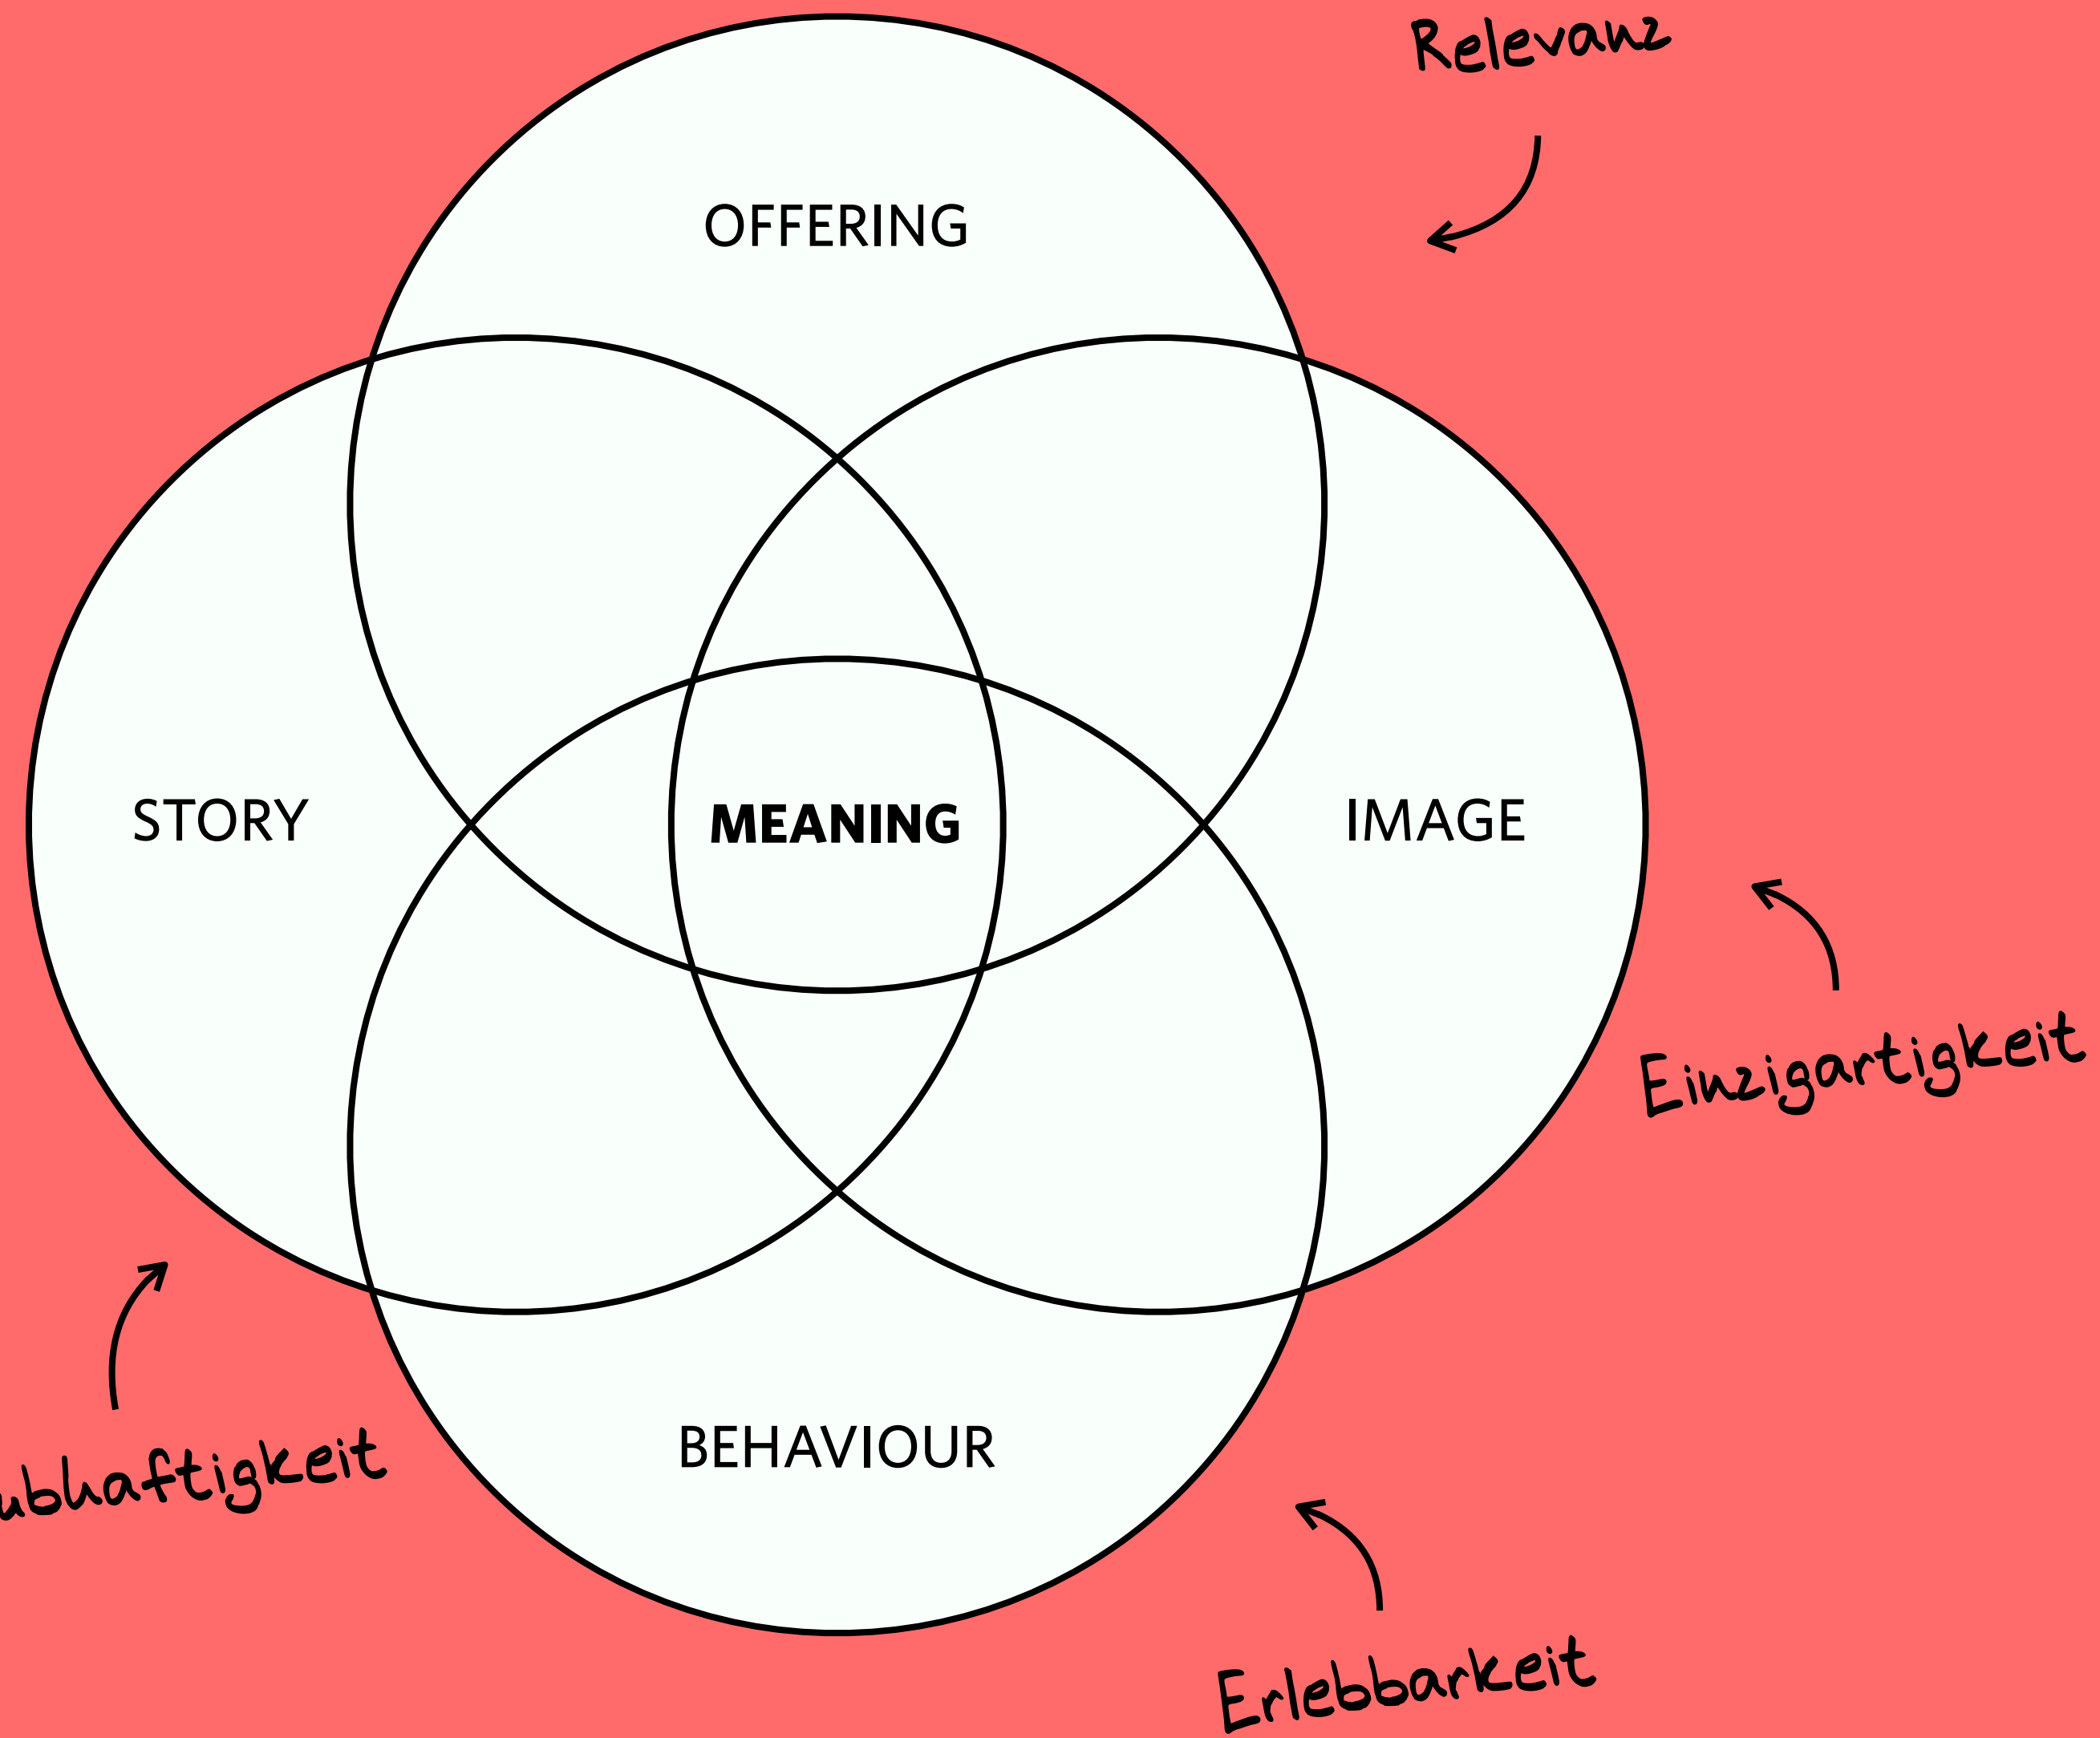 Relevanz
OFFERING
STORY
MEANING
IMAGE
Einzigartigkeit
BEHAVIOUR
Erlebbarkeit